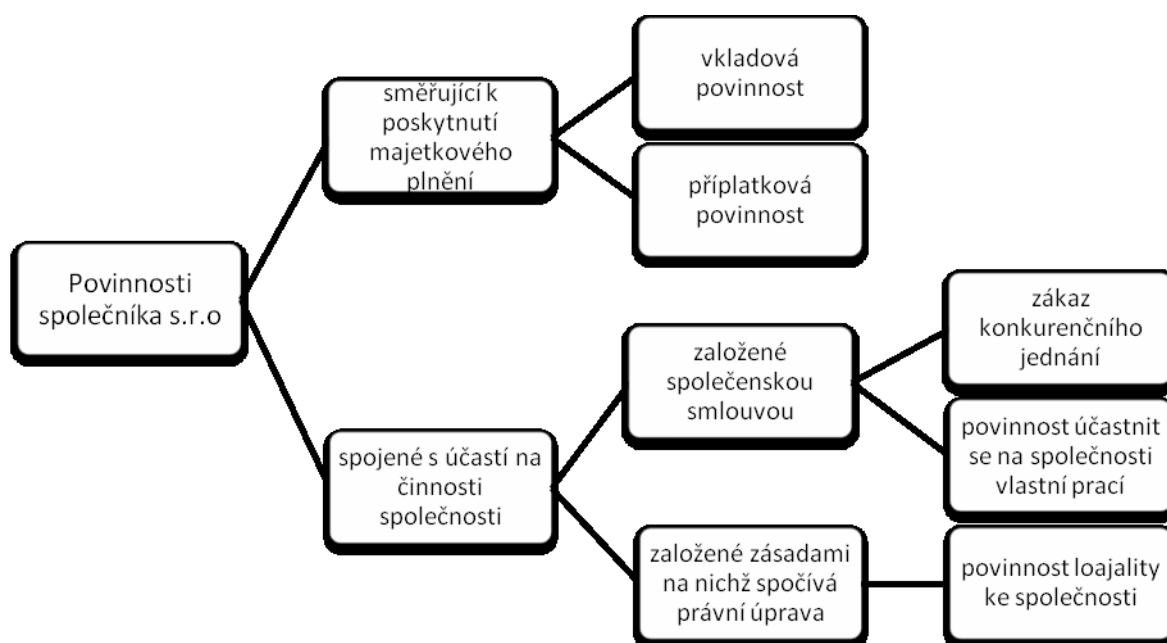 Povinnosti
společníka s.r.o
směřující k
poskytnutí
majetkového
plnění
vkladová
povinnost
příplatková
povinnost
spojené s účastí na
činnosti
společnosti
založené
společenskou
smlouvou
zákaz
konkurenčního
jednání
povinnost účastnit
se na společnosti
vlastní prací
založené zásadami
na nichž spočívá
právní úprava
povinnost loajality
ke společnosti